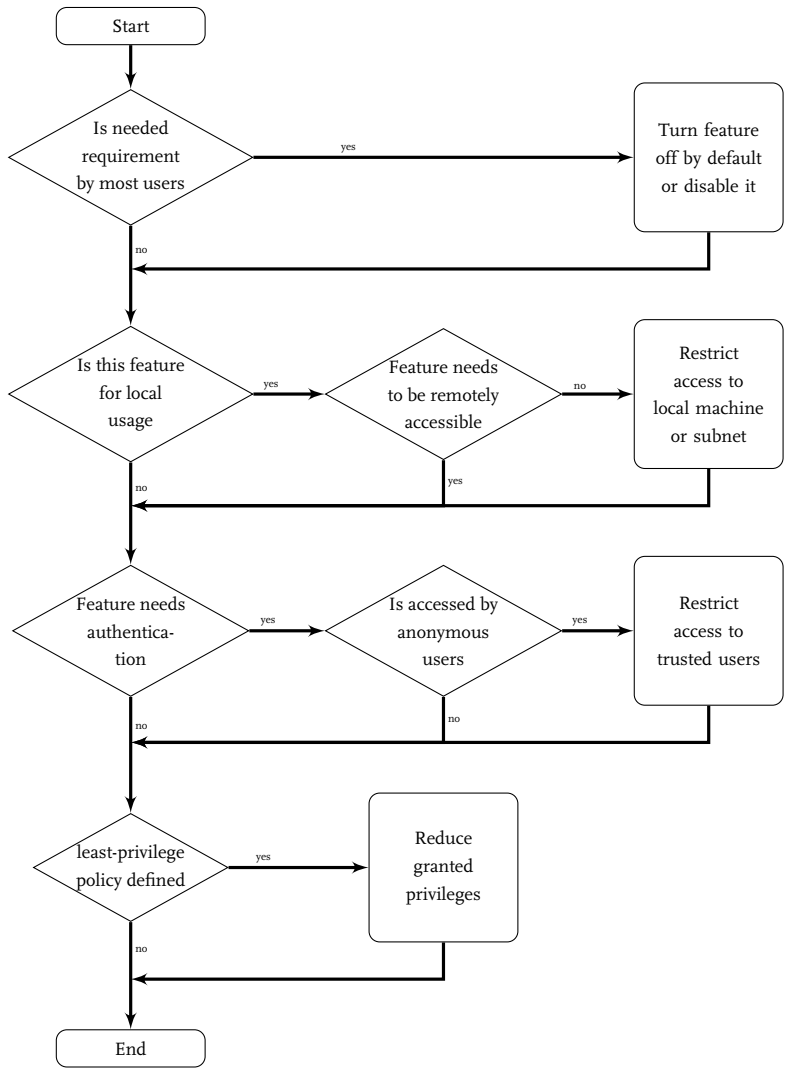 Start
Is needed
requirement
by most users
yes
Turn feature
off by default
or disable it
no
Is this feature
for local
usage
yes
Feature needs
to be remotely
accessible
no
Restrict
access to
local machine
or subnet
no
yes
Feature needs
authentica-
tion
yes
Is accessed by
anonymous
users
yes
Restrict
access to
trusted users
no
no
least-privilege
policy defined
yes
Reduce
granted
privileges
no
End